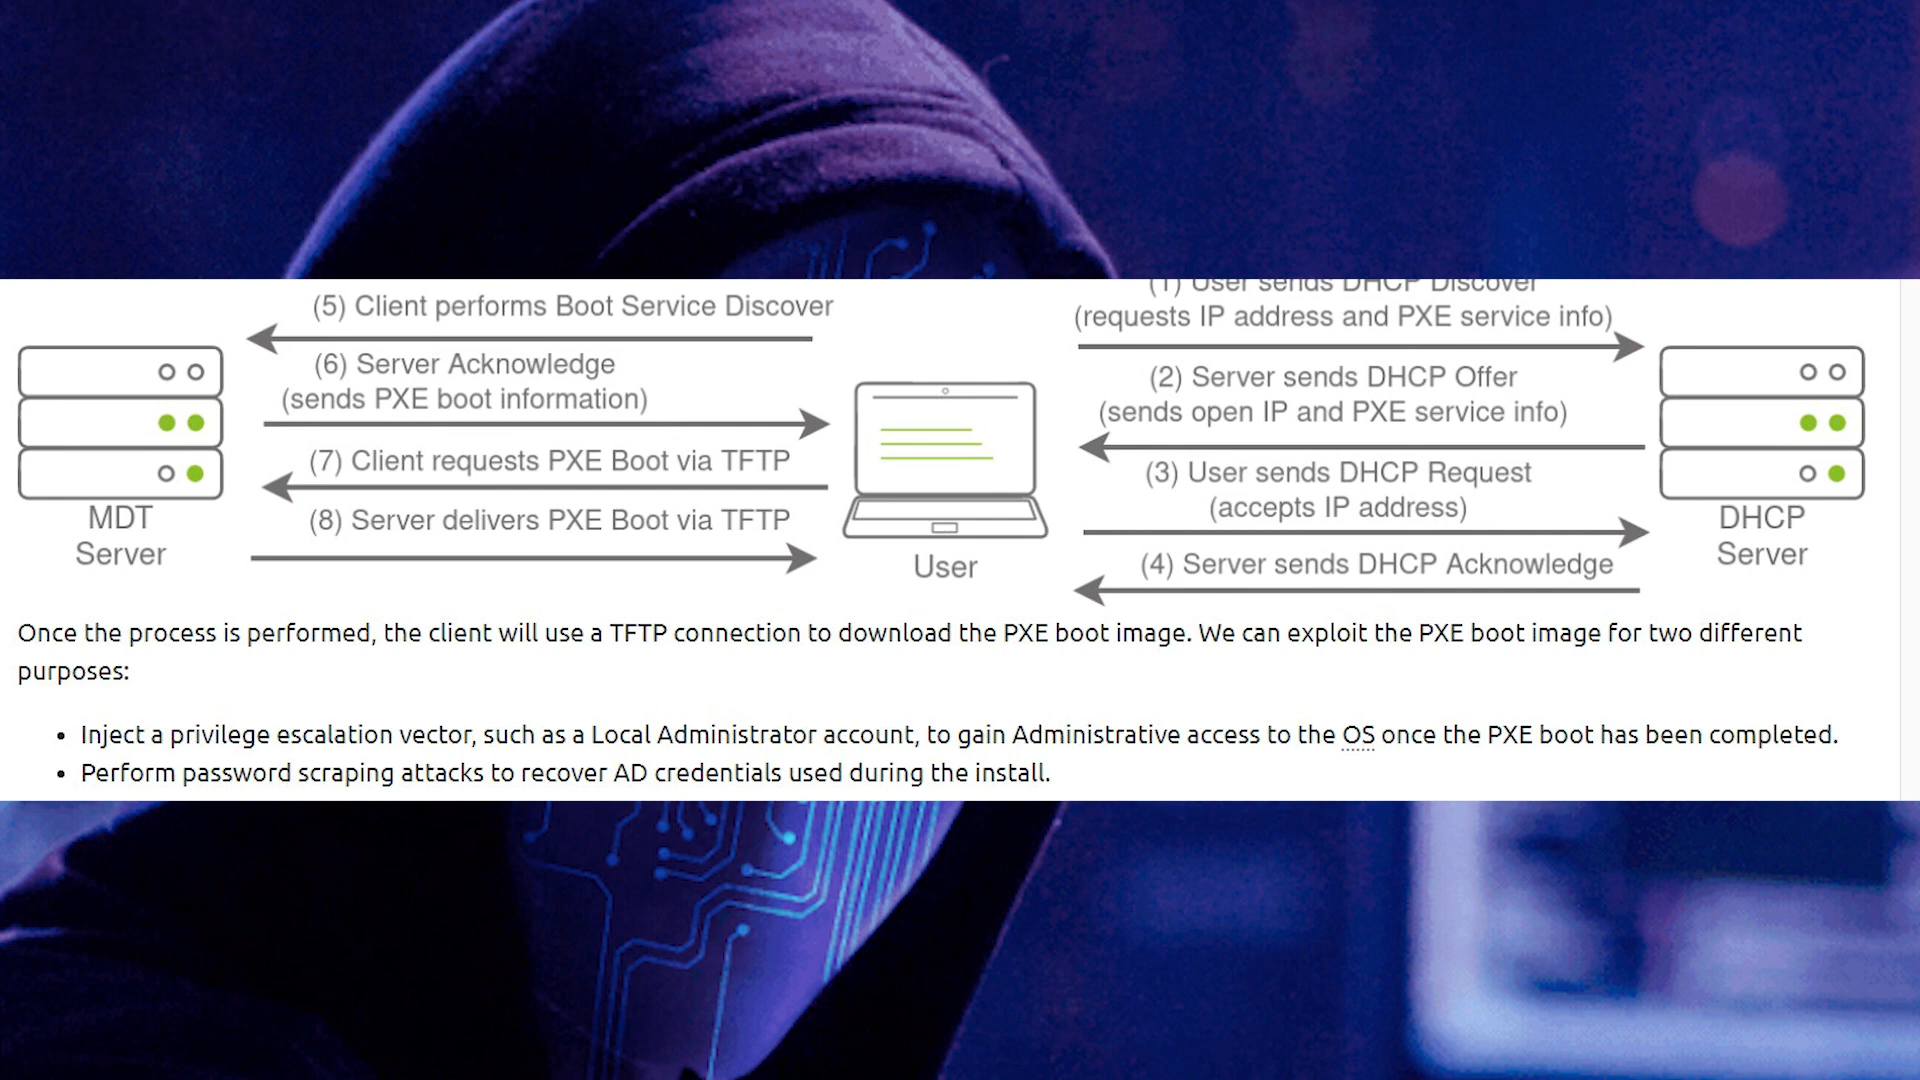 (5) Client performs Boot Service Discover
(6) Server Acknowledge
(sends PXE boot information)
(7) Client requests PXE Boot via TFTP
(8) Server delivers PXE Boot via TFTP
MDT
Server
User
(1) User sends DHCP Discover
(requests IP address and PXE service info)
(2) Server sends DHCP Offer
(sends open IP and PXE service info)
(3) User sends DHCP Request
(accepts IP address)
(4) Server sends DHCP Acknowledge
DHCP
Server
Once the process is performed, the client will use a TFTP connection to download the PXE boot image. We can exploit the PXE boot image for two different
purposes:
• Inject a privilege escalation vector, such as a Local Administrator account, to gain Administrative access to the OS once the PXE boot has been completed.
• Perform password scraping attacks to recover AD credentials used during the install.